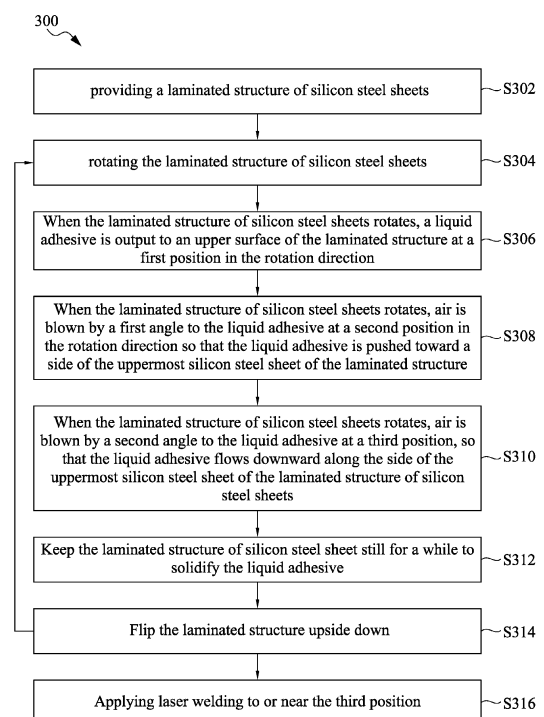 300
providing a laminated structure of silicon steel sheets
S302
rotating the laminated structure of silicon steel sheets
S304
When the laminated structure of silicon steel sheets rotates, a liquid
adhesive is output to an upper surface of the laminated structure at a
first position in the rotation direction
S306
When the laminated structure of silicon steel sheets rotates, air is
blown by a first angle to the liquid adhesive at a second position in
the rotation direction so that the liquid adhesive is pushed toward a
side of the uppermost silicon steel sheet of the laminated structure
S308
When the laminated structure of silicon steel sheets rotates, air is
blown by a second angle to the liquid adhesive at a third position, so
that the liquid adhesive flows downward along the side of the
uppermost silicon steel sheet of the laminated structure of silicon
steel sheets
S310
Keep the laminated structure of silicon steel sheet still for a while to
solidify the liquid adhesive
S312
Flip the laminated structure upside down
S314
Applying laser welding to or near the third position
S316